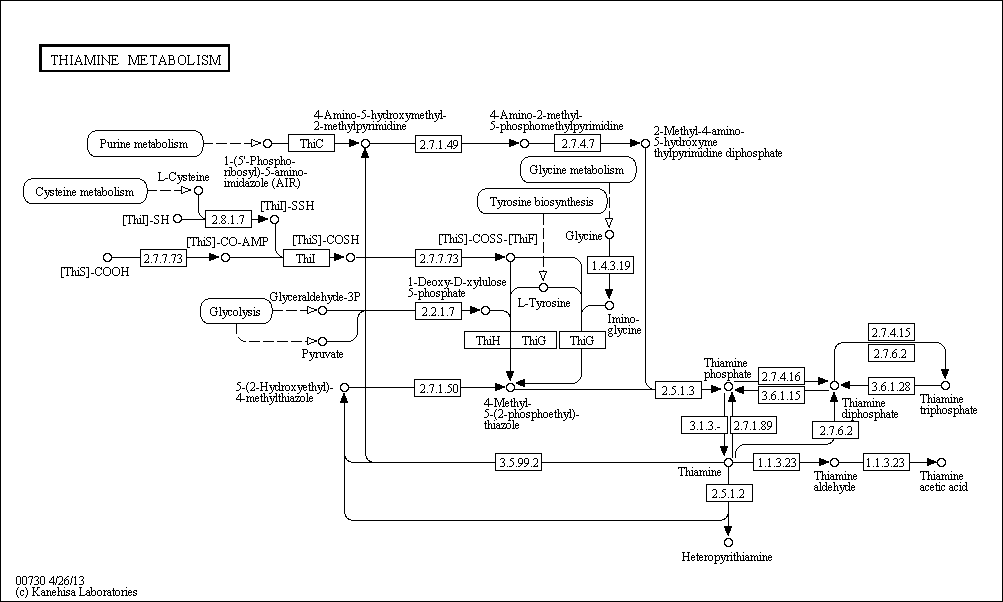 THIAMINE METABOLISM
4-Amino-5-hydroxymethyl-
2-methylpyrimidine
4-Amino-2-methyl-
5-phosphomethylpyrimidine
2-Methyl-4-amino-
5-hydroxyme
thylpyrimidine diphosphate
Purine metabolism
ThiC
2.7.1.49
2.7.4.7
1-(5'-Phospho-
ribosyl)-5-amino-
imidazole (AIR)
Glycine metabolism
L-Cysteine
Cysteine metabolism
Tyrosine biosynthesis
[ThiI]-SH
2.8.1.7
[ThiI]-SSH
Glycine
[ThiS]-CO-AMP
[ThiS]-COSH
[ThiS]-COSS-[ThiF]
2.7.7.73
ThiI
2.7.7.73
1.4.3.19
[ThiS]-COOH
1-Deoxy-D-xylulose
5-phosphate
Glyceraldehyde-3P
L-Tyrosine
Glycolysis
2.2.1.7
Imino-
glycine
Pyruvate
ThiH
ThiG
ThiG
2.7.4.15
2.7.6.2
5-(2-Hydroxyethyl)-
4-methylthiazole
2.7.1.50
4-Methyl-
5-(2-phosphoethyl)-
thiazole
2.5.1.3
Thiamine
phosphate
2.7.4.16
3.6.1.15
3.6.1.28
Thiamine
diphosphate
Thiamine
triphosphate
3.1.3.-
2.7.1.89
2.7.6.2
3.5.99.2
Thiamine
1.1.3.23
Thiamine
aldehyde
1.1.3.23
Thiamine
acetic acid
2.5.1.2
Heteropyrithiamine
00730 4/26/13
(c) Kanehisa Laboratories